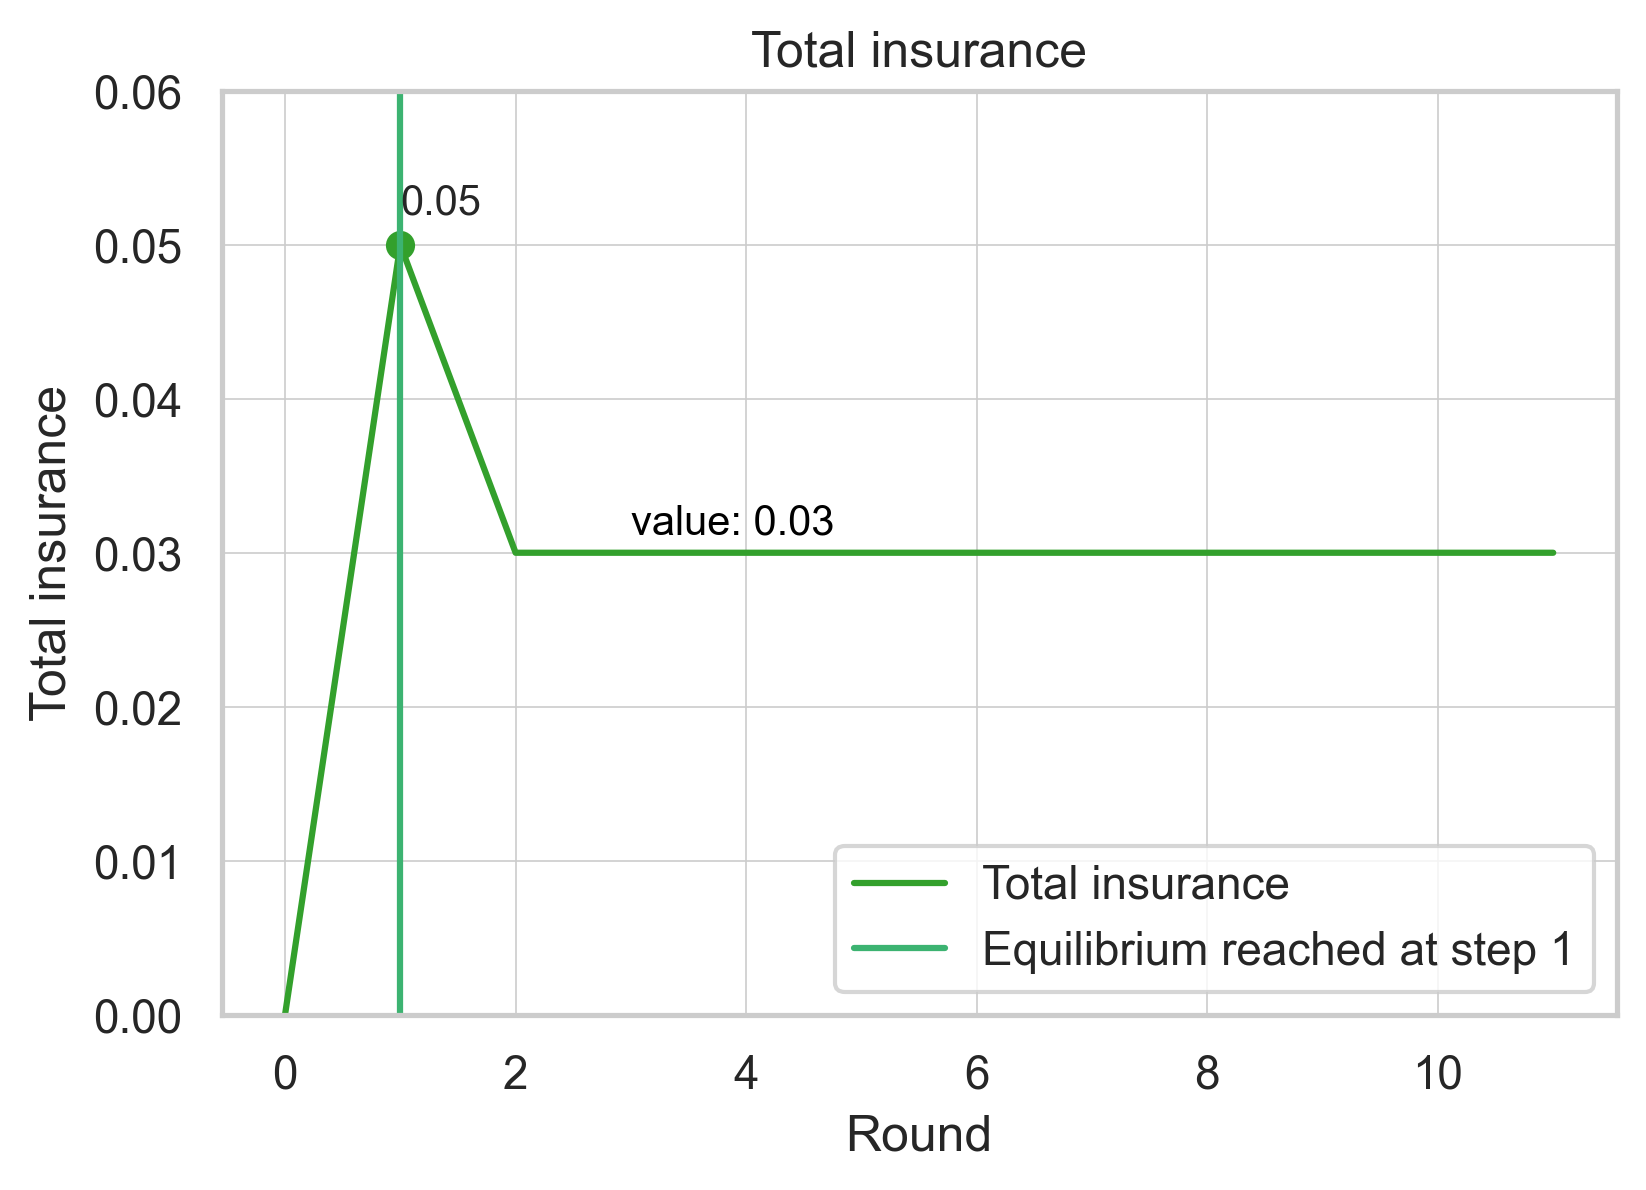 Total insurance
0.06
0.05
0.04
0.03
0.02
0.01
0.00
Total insurance
0.05
value: 0.03
Total insurance
Equilibrium reached at step 1
0 2 4 6 8 10
Round